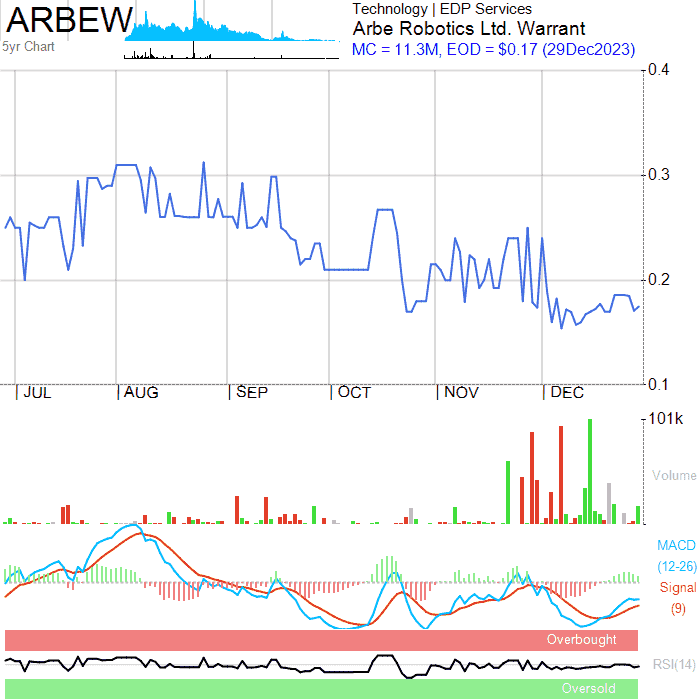 ARBEW
5yr Chart
Technology | EDP Services
Arbe Robotics Ltd. Warrant
MC = 11.3M, EOD = $0.17 (29Dec2023)
0.4
0.3
0.2
0.1
| JUL | AUG | SEP | OCT | NOV | DEC
101k
Volume
MACD
(12-26)
Signal
(9)
Overbought
RSI(14)
Oversold